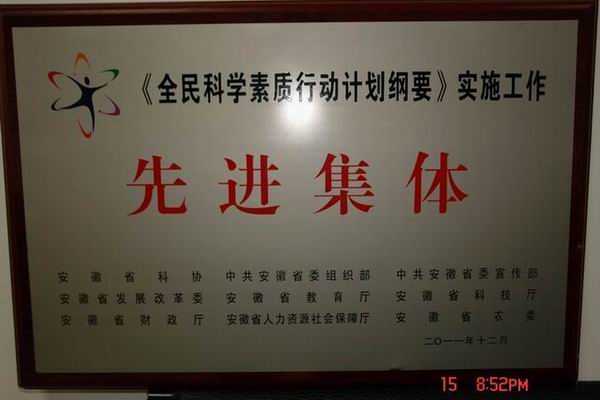 《全民科学素质行动计划纲要》实施工作
先进集体
安徽省科协 中共安徽省委组织部 中共安徽省委宣传部
安徽省发展改革委 安徽省教育厅 安徽省科技厅
安徽省财政厅 安徽省人力资源社会保障厅 安徽省农委
二〇一一年十二月
15 8:52PM